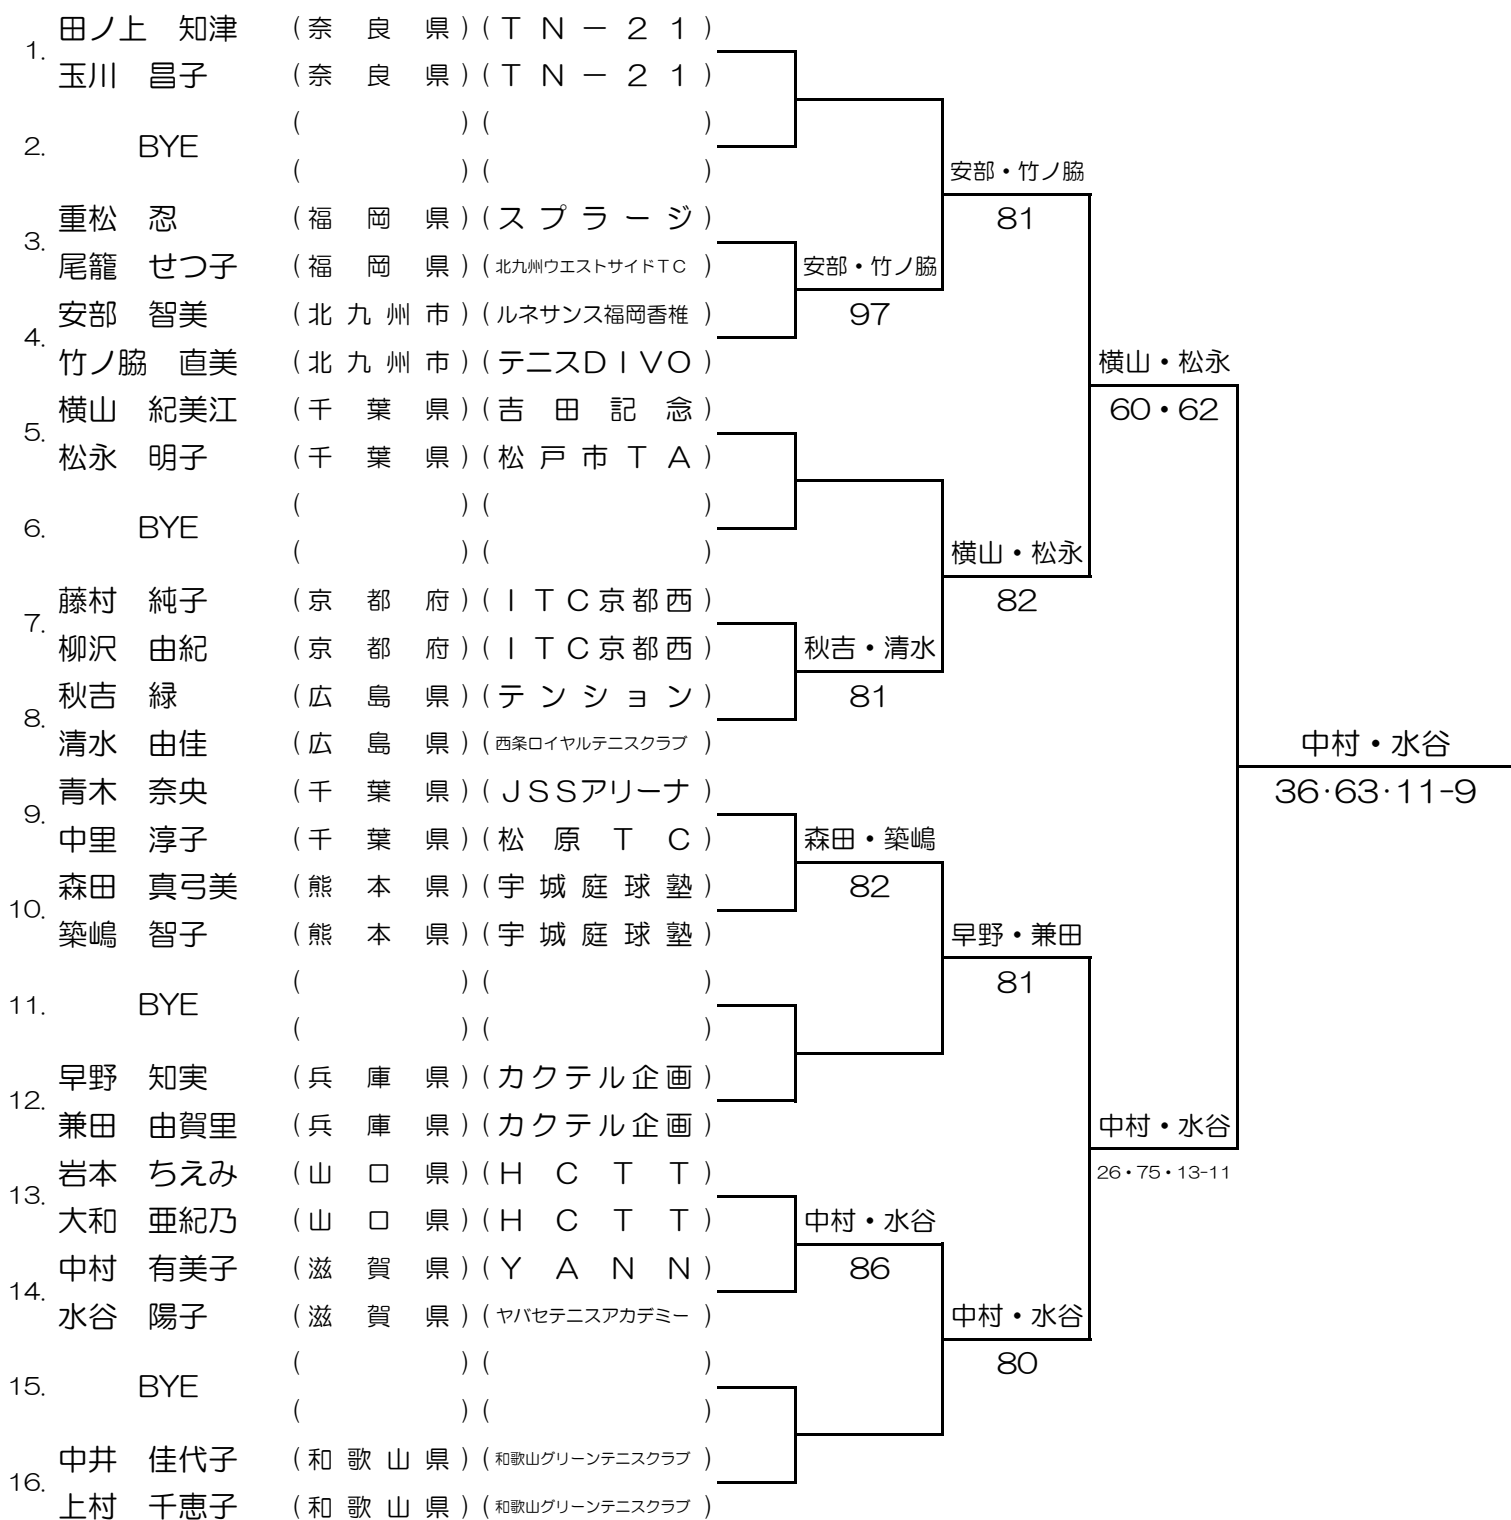 1. 田ノ上 知津 (奈良県)(TN-21)
玉川 昌子 (奈良県)(TN-21)
2. BYE ( )( )
( )( )
安部・竹ノ脇
81
3. 重松 忍 (福岡県)(スプラージ)
尾籠 せつ子 (福岡県)(北九州ウエストサイドTC)
安部・竹ノ脇
97
4. 安部 智美 (北九州市)(ルネサンス福岡香椎)
竹ノ脇 直美 (北九州市)(テニスDIVO)
横山・松永
60・62
5. 横山 紀美江 (千葉県)(吉田記念)
松永 明子 (千葉県)(松戸市TA)
6. BYE ( )( )
( )( )
横山・松永
82
7. 藤村 純子 (京都府)(ITC京都西)
柳沢 由紀 (京都府)(ITC京都西)
秋吉・清水
81
8. 秋吉 緑 (広島県)(テンション)
清水 由佳 (広島県)(西条ロイヤルテニスクラブ)
中村・水谷
36・63・11-9
9. 青木 奈央 (千葉県)(JSSアリーナ)
中里 淳子 (千葉県)(松原TC)
森田・築嶋
82
10. 森田 真弓美 (熊本県)(宇城庭球塾)
築嶋 智子 (熊本県)(宇城庭球塾)
早野・兼田
81
11. BYE ( )( )
( )( )
12. 早野 知実 (兵庫県)(カクテル企画)
兼田 由賀里 (兵庫県)(カクテル企画)
中村・水谷
26・75・13-11
13. 岩本 ちえみ (山口県)(HCTT)
大和 亜紀乃 (山口県)(HCTT)
中村・水谷
86
14. 中村 有美子 (滋賀県)(YANN)
水谷 陽子 (滋賀県)(ヤバセテニスアカデミー)
中村・水谷
80
15. BYE ( )( )
( )( )
16. 中井 佳代子 (和歌山県)(和歌山グリーンテニスクラブ)
上村 千恵子 (和歌山県)(和歌山グリーンテニスクラブ)